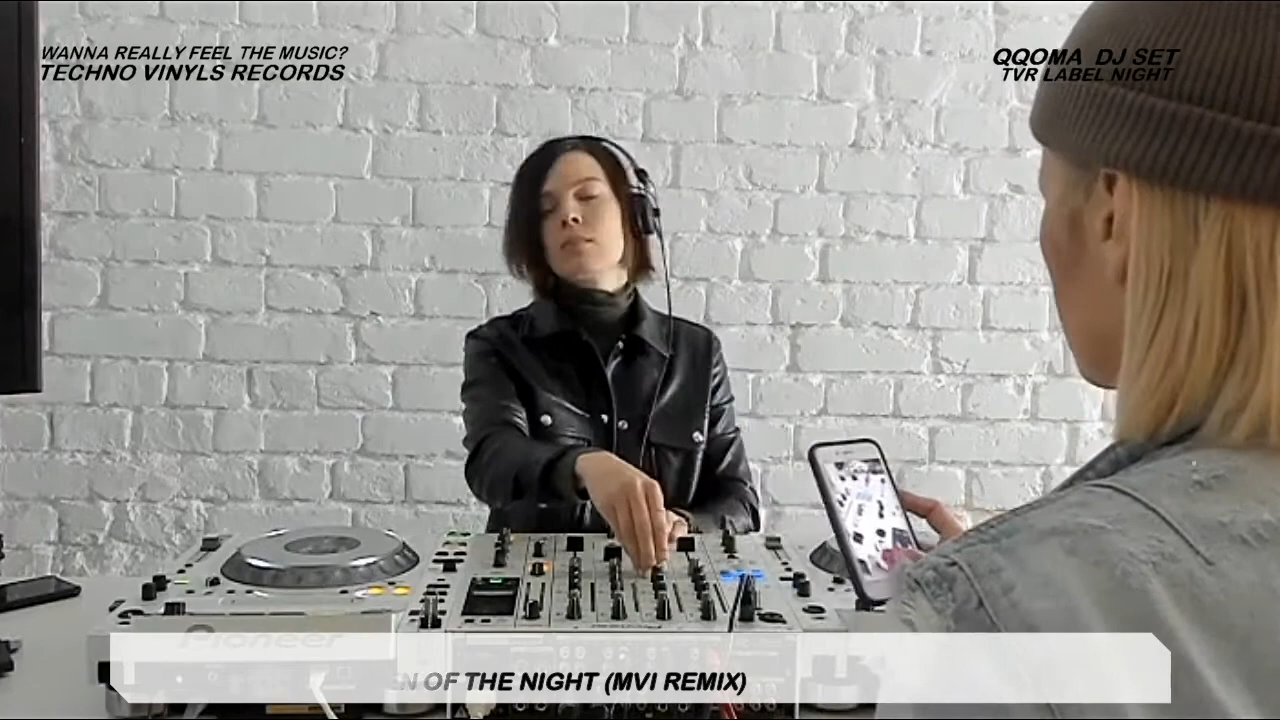 WANNA REALLY FEEL THE MUSIC?
TECHNO VINYLS RECORDS
QQOMA DJ SET
TVR LABEL NIGHT
Pioneer
OF THE NIGHT (MVI REMIX)